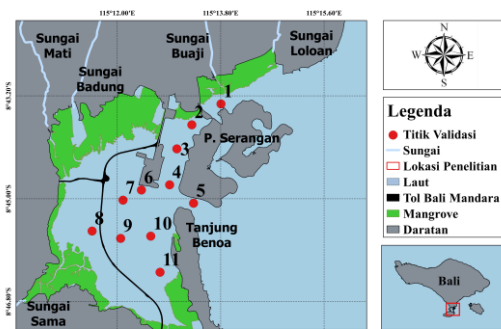 115°12.00'E 115°13.80'E 115°15.60'E
Sungai
Mati
Sungai
Buaji
Sungai
Loloan
Sungai
Badung
8°43.20'S
8°45.00'S
8°46.80'S
1
2
3
P. Serangan
4
5
6
7
8
9
10
11
Tanjung
Benoa
Sungai
Sama
N
W E
S
Legenda
Titik Validasi
Sungai
Lokasi Penelitian
Laut
Tol Bali Mandara
Mangrove
Daratan
Bali